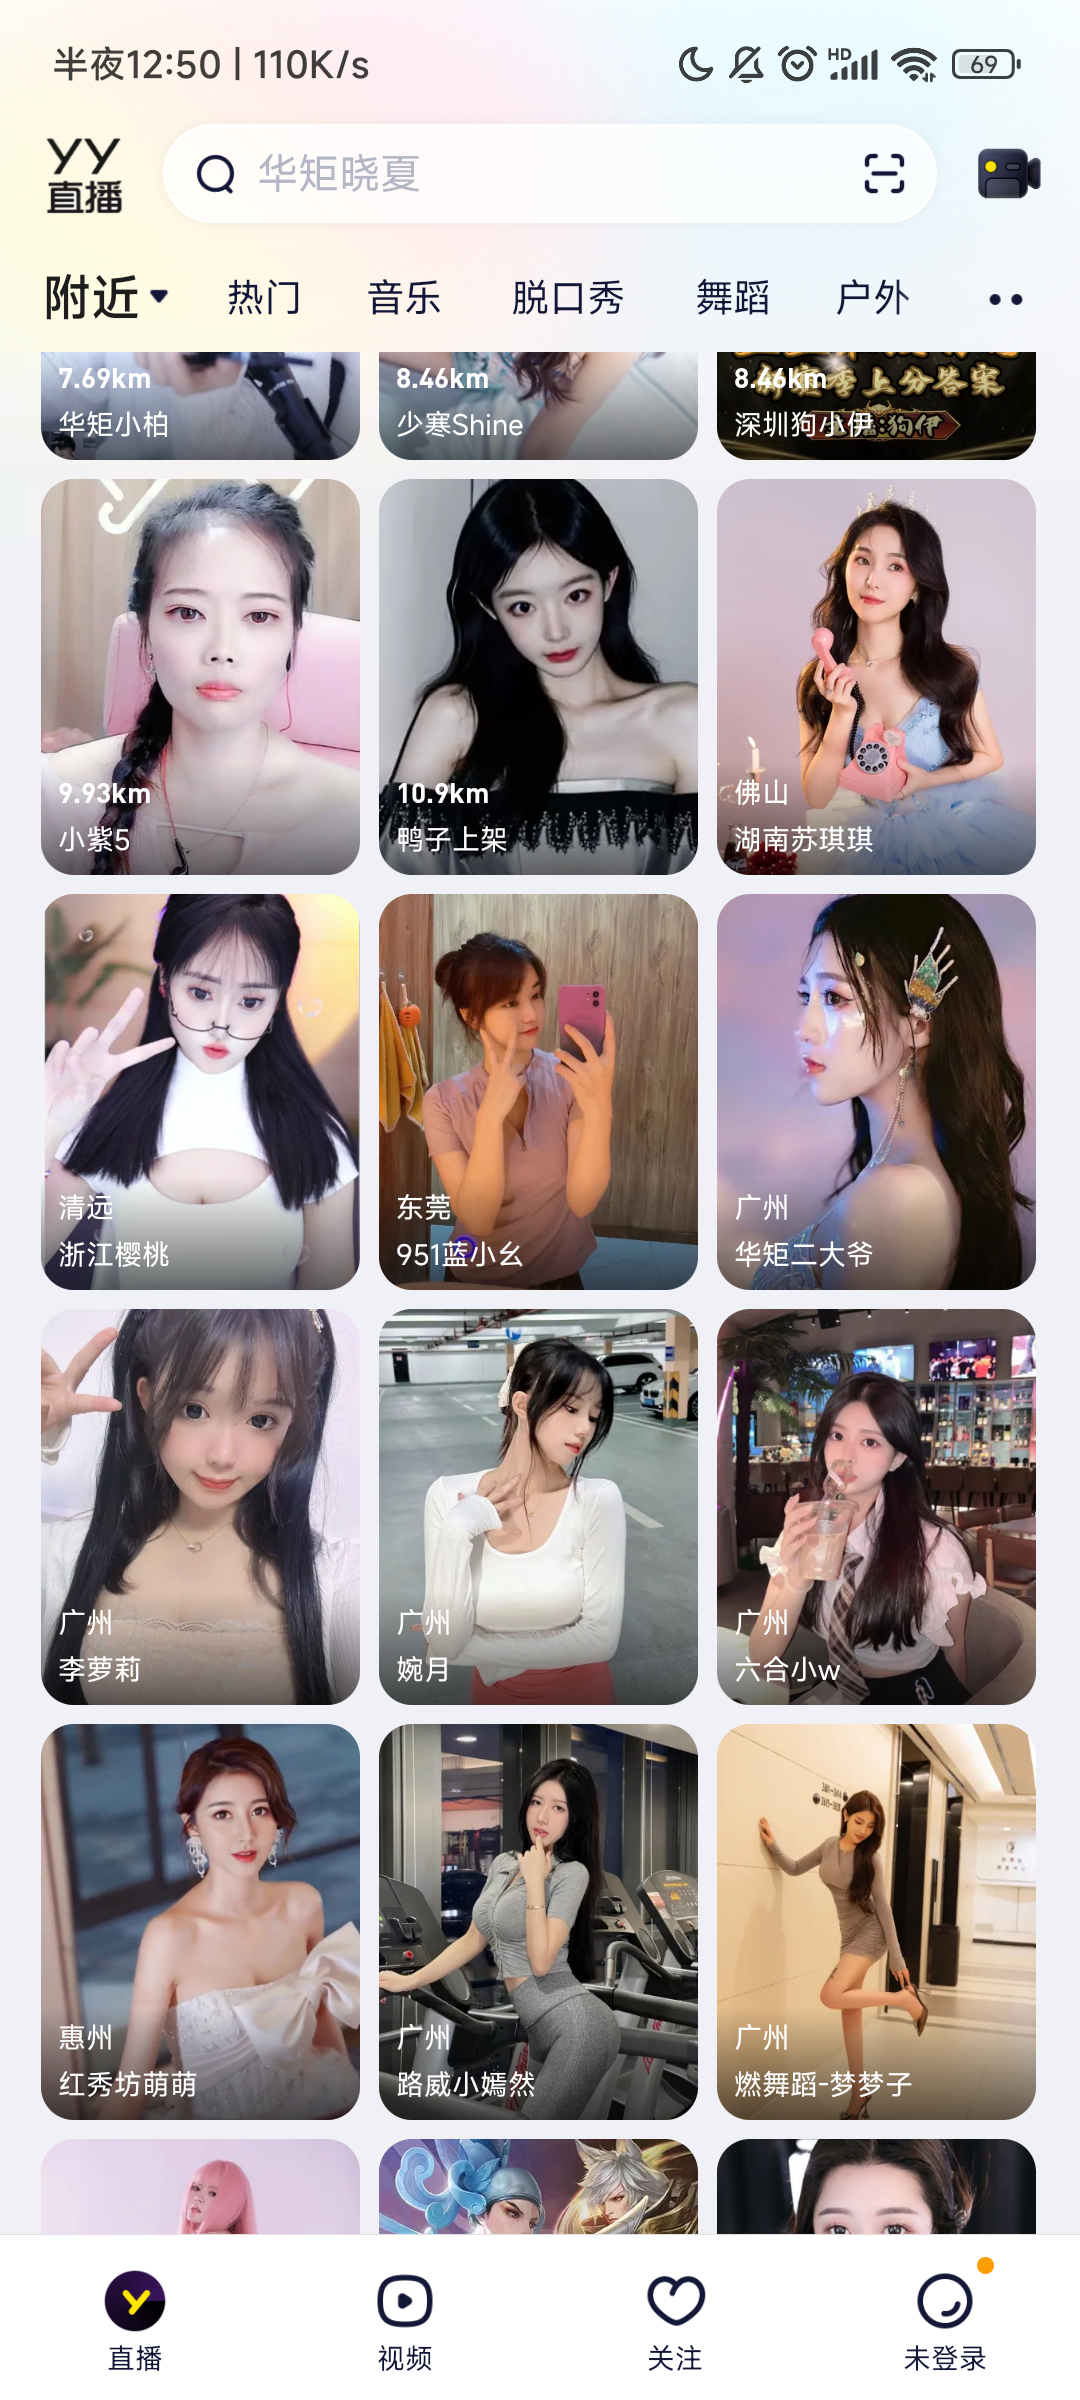 半夜12:50 | 110K/s
HD
69
YY
直播
华矩晓夏
附近
热门
音乐
脱口秀
舞蹈
户外
7.69km
华矩小柏
8.46km
少寒Shine
8.46km
深圳狗小伊
9.93km
小紫5
10.9km
鸭子上架
佛山
湖南苏琪琪
清远
浙江樱桃
东莞
951蓝小幺
广州
华矩二大爷
广州
李萝莉
广州
婉月
广州
六合小w
惠州
红秀坊萌萌
广州
路威小嫣然
广州
燃舞蹈-梦梦子
直播
视频
关注
未登录